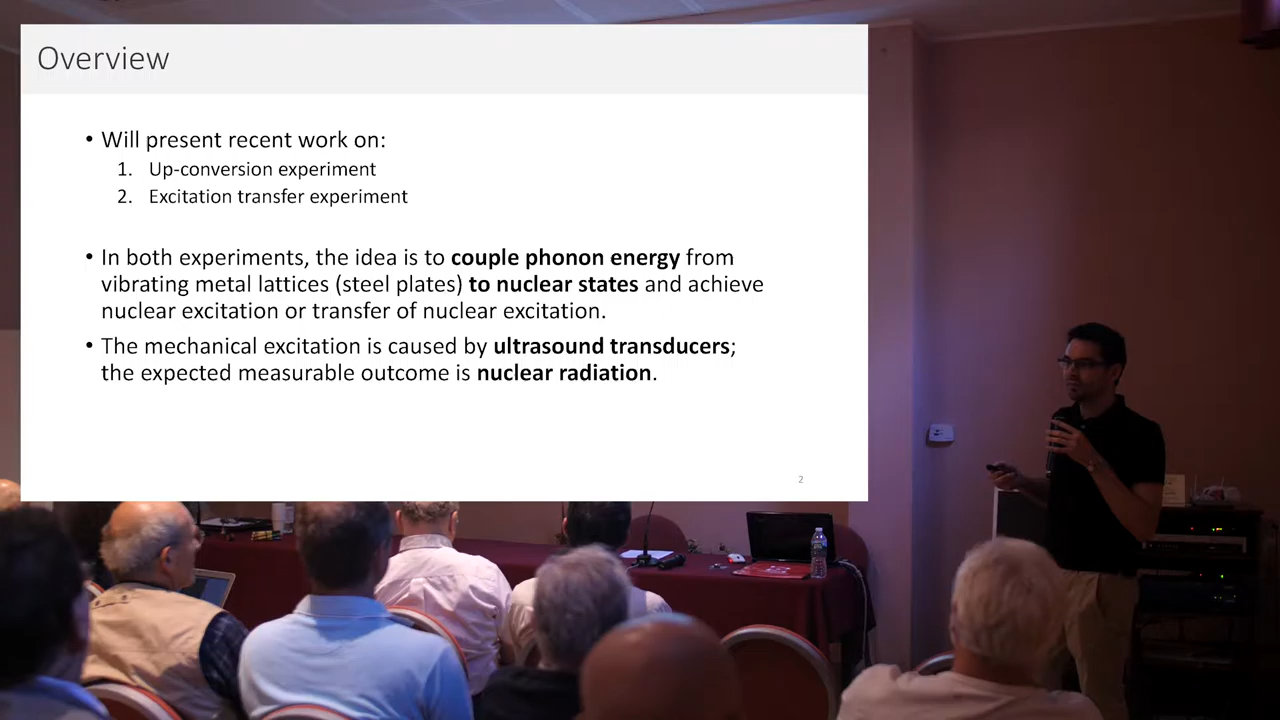 Overview
• Will present recent work on:
1. Up-conversion experiment
2. Excitation transfer experiment
• In both experiments, the idea is to couple phonon energy from
vibrating metal lattices (steel plates) to nuclear states and achieve
nuclear excitation or transfer of nuclear excitation.
• The mechanical excitation is caused by ultrasound transducers;
the expected measurable outcome is nuclear radiation.
2